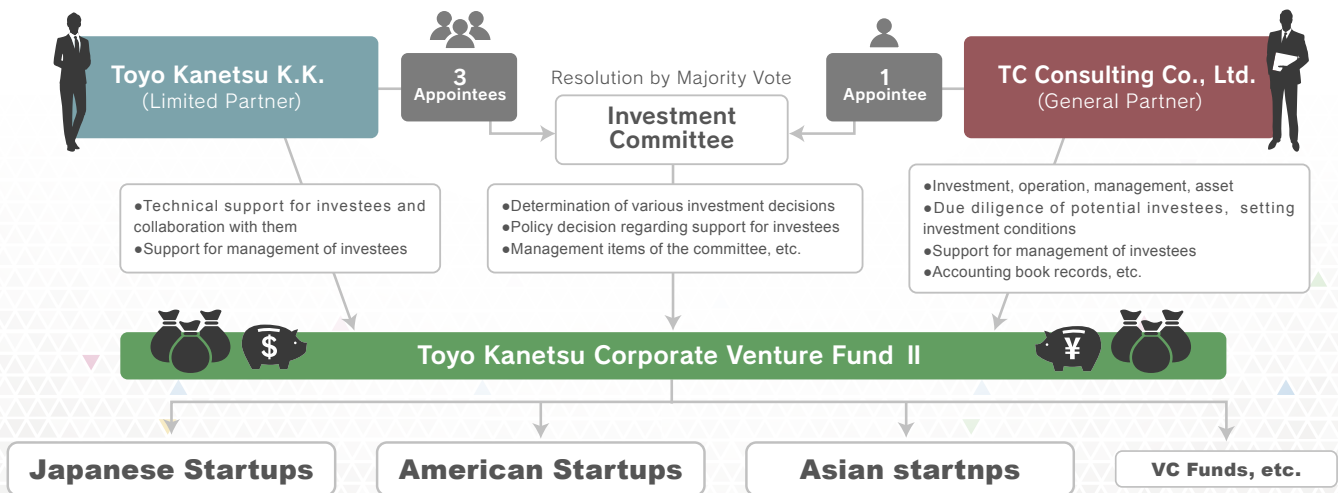 Toyo Kanetsu K.K.
(Limited Partner)
3
Appointees
Resolution by Majority Vote
Investment
Committee
1
Appointee
TC Consulting Co., Ltd.
(General Partner)
●Technical support for investees and
collaboration with them
●Support for management of investees
●Determination of various investment decisions
●Policy decision regarding support for investees
●Management items of the committee, etc.
●Investment, operation, management, asset
●Due diligence of potential investees, setting
investment conditions
●Support for management of investees
●Accounting book records, etc.
$
Toyo Kanetsu Corporate Venture Fund II
¥
Japanese Startups
American Startups
Asian startnps
VC Funds, etc.